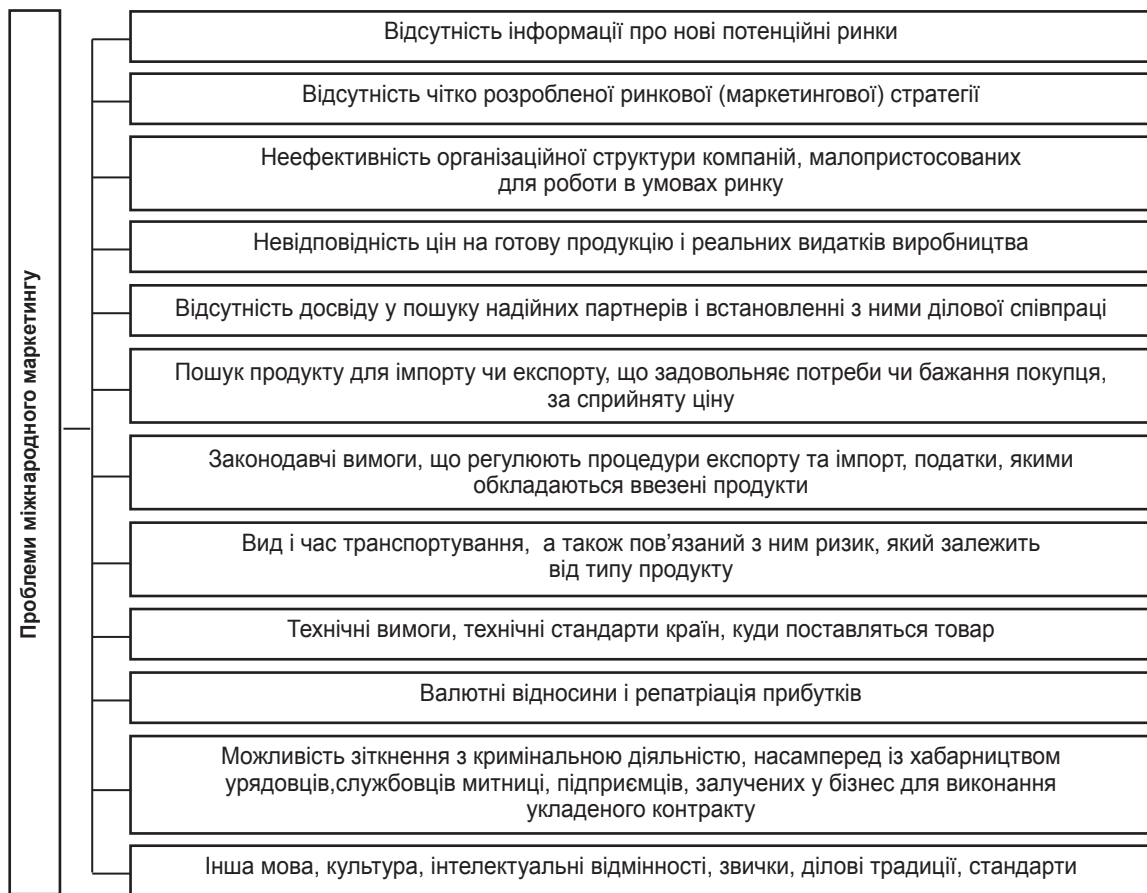 Проблеми міжнародного маркетингу
Відсутність інформації про нові потенційні ринки
Відсутність чітко розробленої ринкової (маркетингової) стратегії
Неефективність організаційної структури компаній, малопристосованих
для роботи в умовах ринку
Невідповідність цін на готову продукцію і реальних видатків виробництва
Відсутність досвіду у пошуку надійних партнерів і встановленні з ними ділової співпраці
Пошук продукту для імпорту чи експорту, що задовольняє потреби чи бажання покупця,
за сприйняту ціну
Законодавчі вимоги, що регулюють процедури експорту та імпорт, податки, якими
обкладаються ввезені продукти
Вид і час транспортування, а також пов’язаний з ним ризик, який залежить
від типу продукту
Технічні вимоги, технічні стандарти країн, куди поставляться товар
Валютні відносини і репатріація прибутків
Можливість зіткнення з кримінальною діяльністю, насамперед із хабарництвом
урядовців,службовців митниці, підприємців, залучених у бізнес для виконання
укладеного контракту
Інша мова, культура, інтелектуальні відмінності, звички, ділові традиції, стандарти